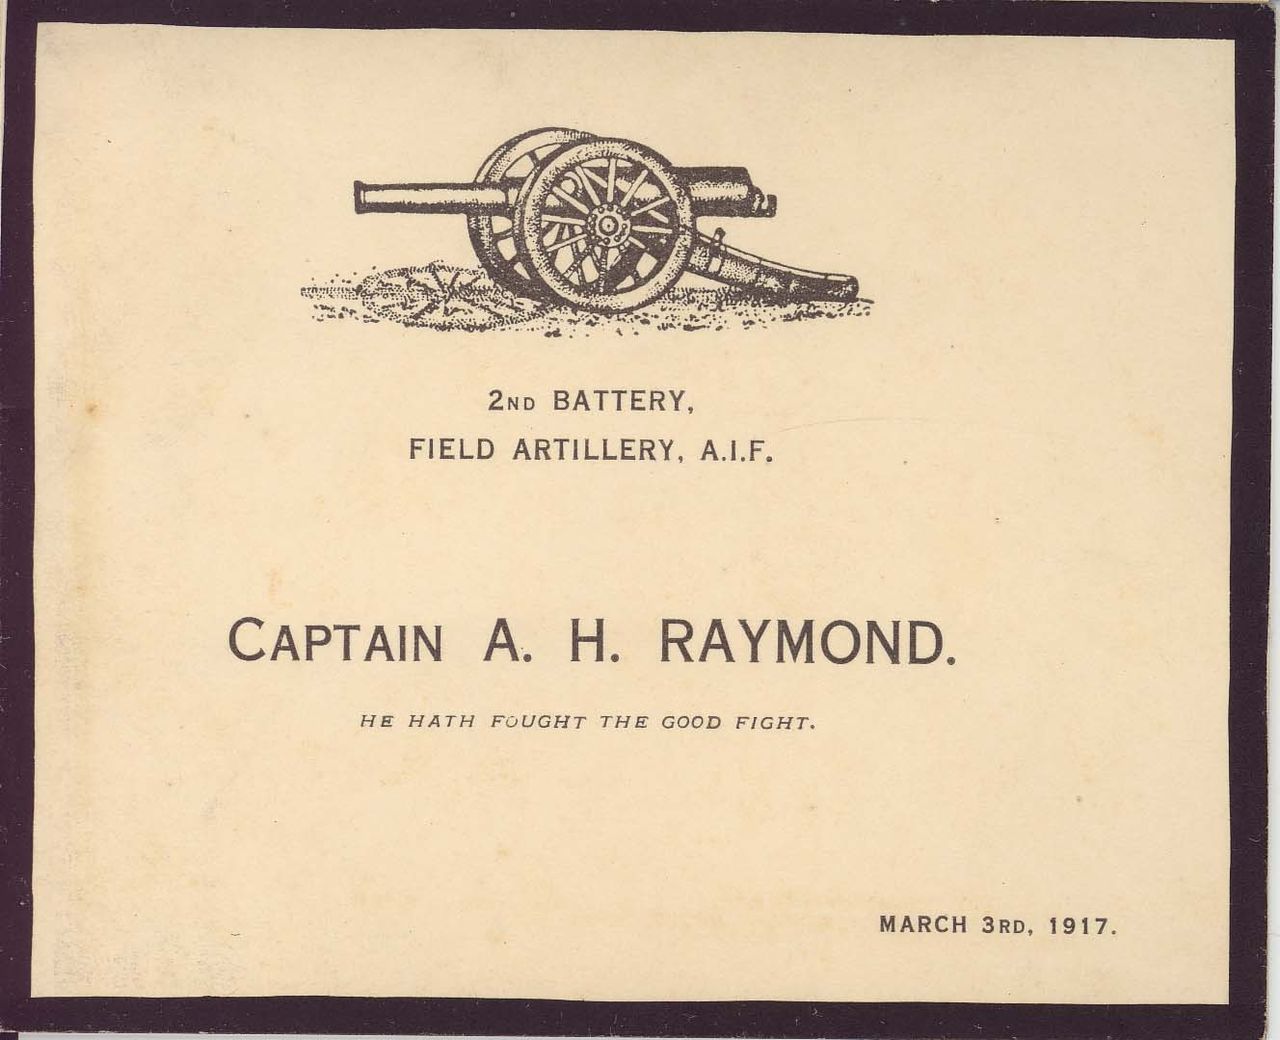 2ND BATTERY,
FIELD ARTILLERY, A.I.F.
CAPTAIN A. H. RAYMOND.
HE HATH FOUGHT THE GOOD FIGHT.
MARCH 3RD, 1917.